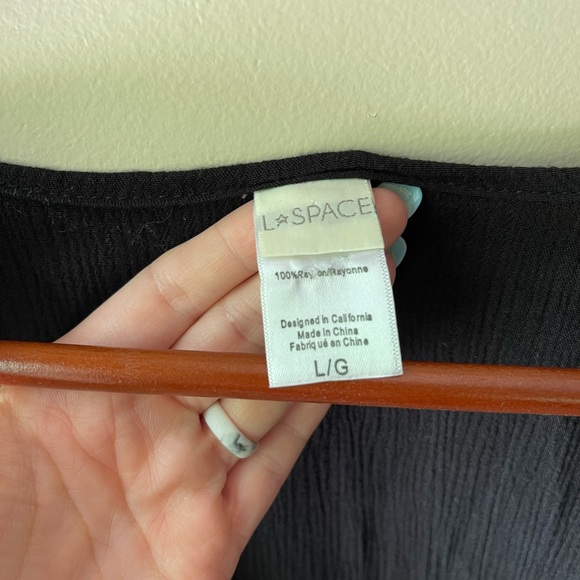 L☆SPACE
100%Rayon/Rayonne
Designed in California
Made in China
Fabriqué en Chine
L/G